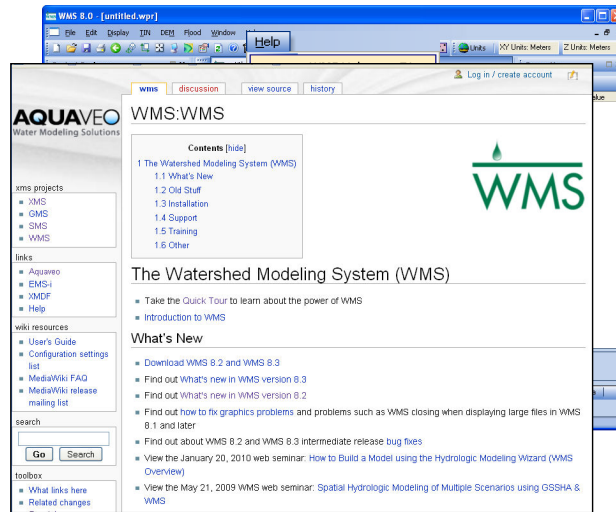 WMS 8.0 - [untitled.wpr]
File Edit Display TIN DEM Flood Window
Help
Units XY Units: Meters Z Units: Meters
Log in / create account
wms discussion view source history
AQUAVEO
Water Modeling Solutions
WMS:WMS
Contents [hide]
1 The Watershed Modeling System (WMS)
1.1 What's New
1.2 Old Stuff
1.3 Installation
1.4 Support
1.5 Training
1.6 Other
WMS
xms projects
XMS
GMS
SMS
WMS
links
Aquaveo
EMS-i
XMDF
Help
wiki resources
User's Guide
Configuration settings
list
MediaWiki FAQ
MediaWiki release
mailing list
search
Go Search
toolbox
What links here
Related changes
The Watershed Modeling System (WMS)
Take the Quick Tour to learn about the power of WMS
Introduction to WMS
What's New
Download WMS 8.2 and WMS 8.3
Find out What's new in WMS version 8.3
Find out What's new in WMS version 8.2
Find out how to fix graphics problems and problems such as WMS closing when displaying large files in WMS
8.1 and later
Find out about WMS 8.2 and WMS 8.3 intermediate release bug fixes
View the January 20, 2010 web seminar: How to Build a Model using the Hydrologic Modeling Wizard (WMS
Overview)
View the May 21, 2009 WMS web seminar: Spatial Hydrologic Modeling of Multiple Scenarios using GSSHA &
WMS